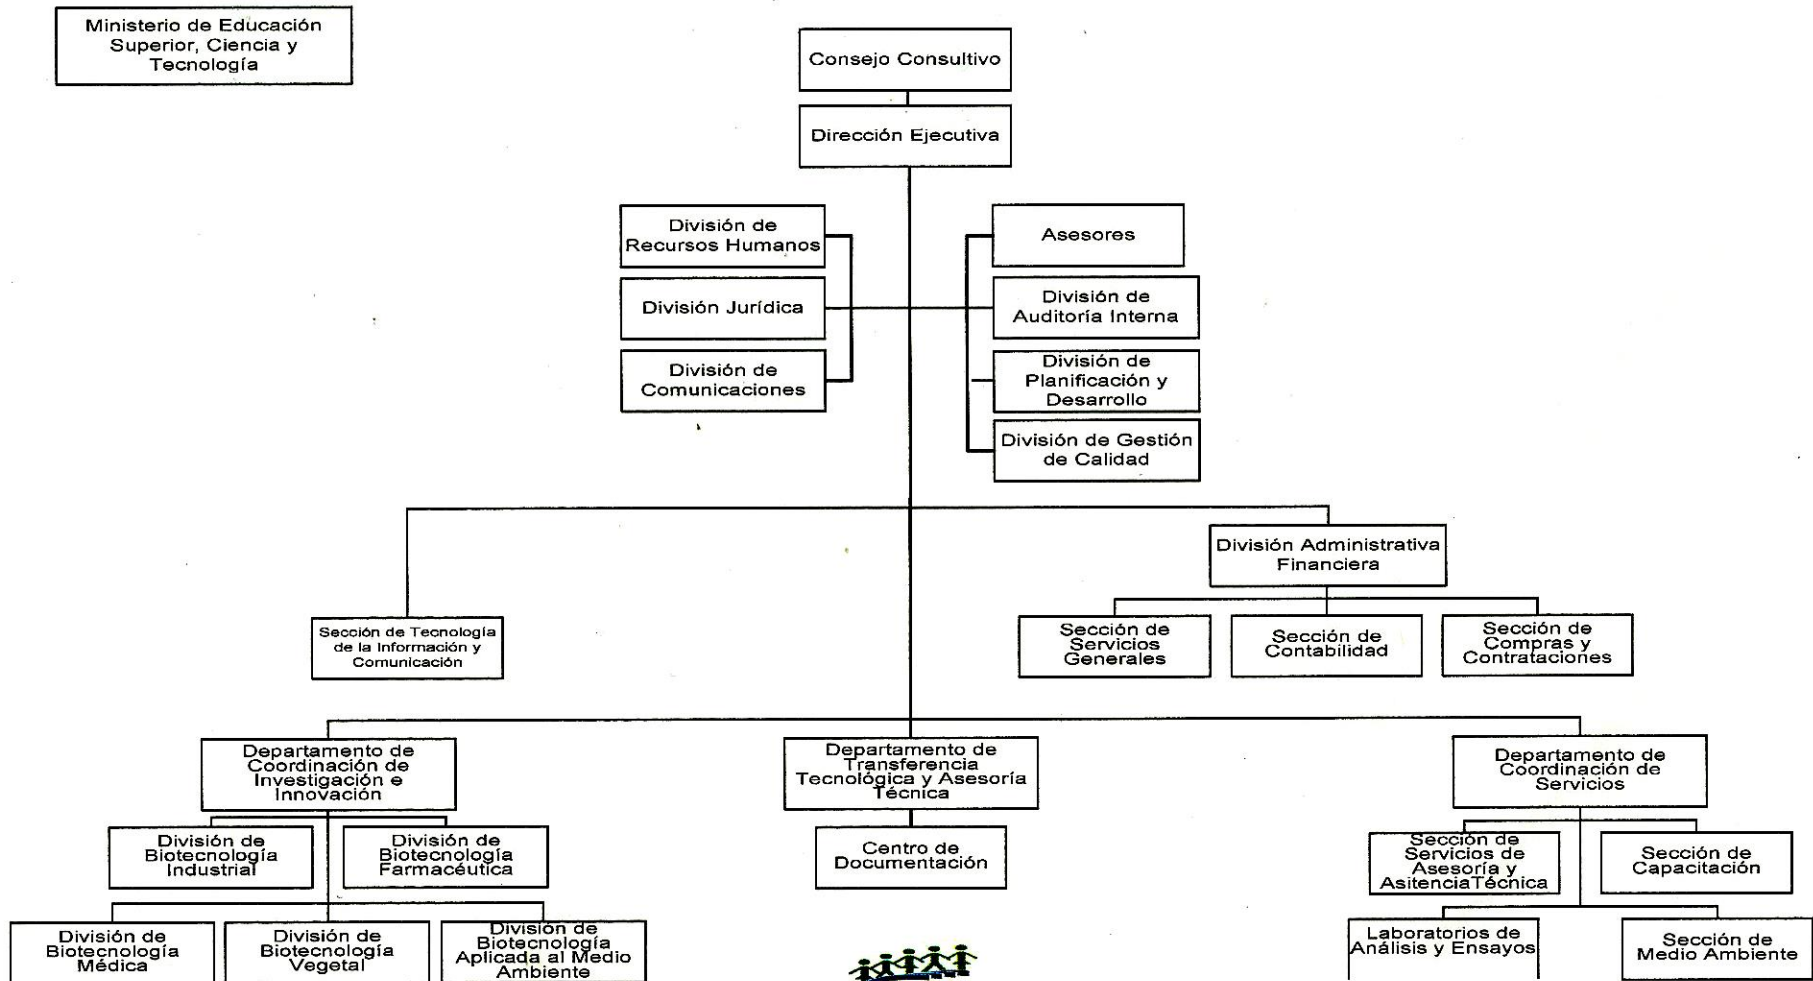 Ministerio de Educación
Superior, Ciencia y
Tecnología
Consejo Consultivo
Dirección Ejecutiva
División de
Recursos Humanos
Asesores
División Jurídica
División de
Auditoría Interna
División de
Comunicaciones
División de
Planificación y
Desarrollo
División de Gestión
de Calidad
División Administrativa
Financiera
Sección de Tecnología
de la Información y
Comunicación
Sección de
Servicios
Generales
Sección de
Contabilidad
Sección de
Compras y
Contrataciones
Departamento de
Coordinación de
Investigación e
Innovación
Departamento de
Transferencia
Tecnológica y Asesoría
Técnica
Departamento de
Coordinación de
Servicios
División de
Biotecnología
Industrial
División de
Biotecnología
Farmacéutica
Centro de
Documentación
Sección de
Servicios de
Asesoría y
AsitenciaTécnica
Sección de
Capacitación
División de
Biotecnología
Médica
División de
Biotecnología
Vegetal
División de
Biotecnología
Aplicada al Medio
Ambiente
Laboratorios de
Análisis y Ensayos
Sección de
Medio Ambiente